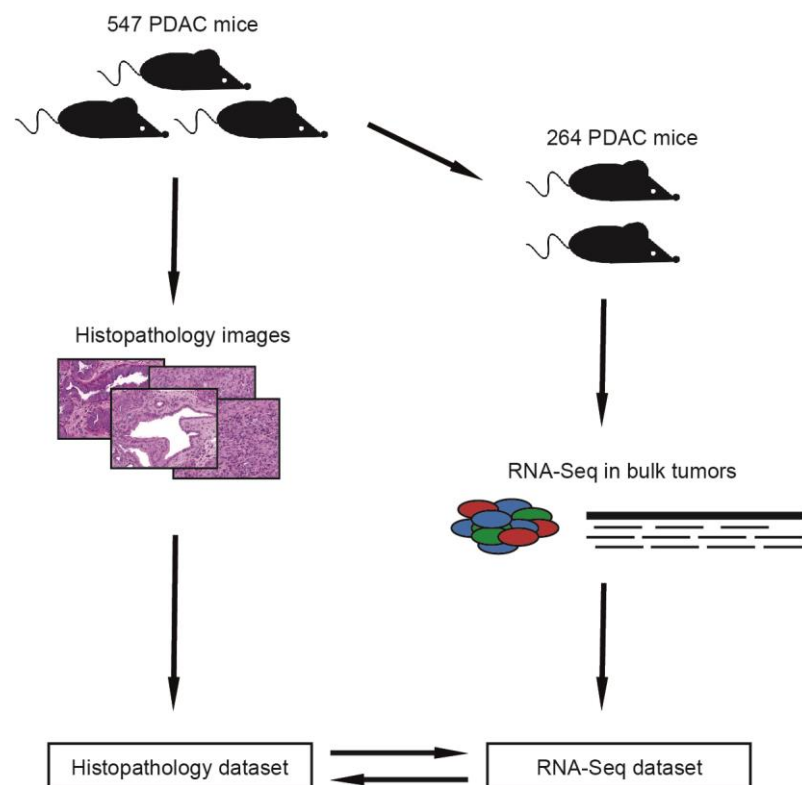 547 PDAC mice
264 PDAC mice
Histopathology images
RNA-Seq in bulk tumors
Histopathology dataset
RNA-Seq dataset